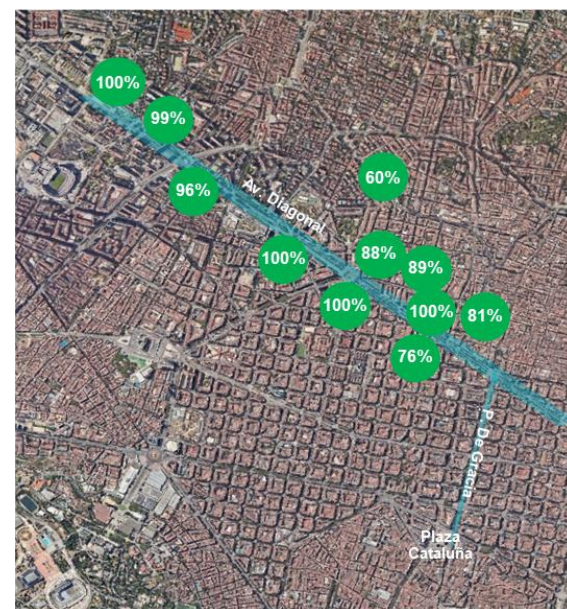 100%
99%
96%
60%
Av. Diagonal
100%
88%
89%
100%
100%
81%
76%
P. De Gracia
Plaza
Cataluña